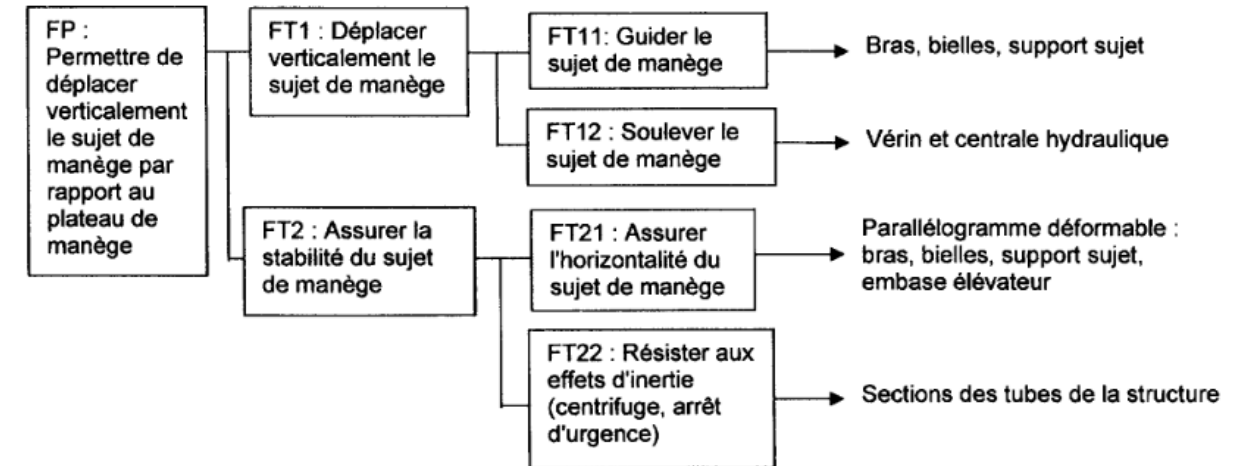 FP :
Permettre de
déplacer
verticalement
le sujet de
manège par
rapport au
plateau de
manège
FT1 : Déplacer
verticalement le
sujet de manège
FT11: Guider le
sujet de manège
Bras, bielles, support sujet
FT12 : Soulever le
sujet de manège
Vérin et centrale hydraulique
FT2 : Assurer la
stabilité du sujet
de manège
FT21 : Assurer
l'horizontalité du
sujet de manège
Parallélogramme déformable :
bras, bielles, support sujet,
embase élévateur
FT22 : Résister aux
effets d'inertie
(centrifuge, arrêt
d'urgence)
Sections des tubes de la structure